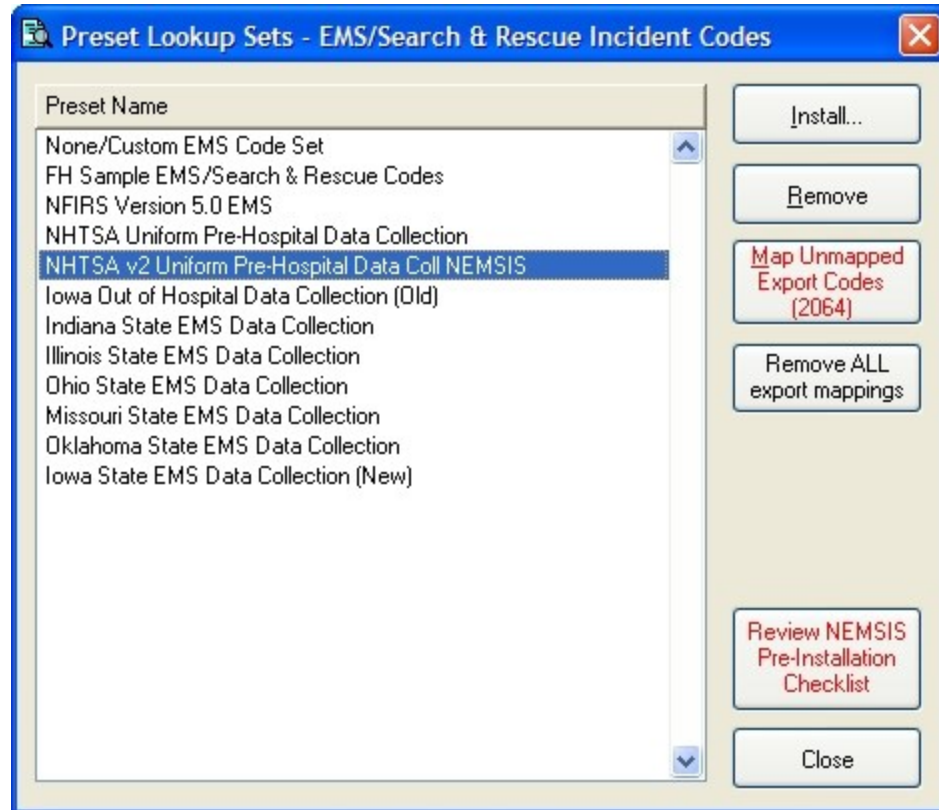 Preset Lookup Sets - EMS/Search & Rescue Incident Codes
Preset Name
None/Custom EMS Code Set
FH Sample EMS/Search & Rescue Codes
NFIRS Version 5.0 EMS
NHTSA Uniform Pre-Hospital Data Collection
NHTSA v2 Uniform Pre-Hospital Data Coll NEMSIS
Iowa Out of Hospital Data Collection (Old)
Indiana State EMS Data Collection
Illinois State EMS Data Collection
Ohio State EMS Data Collection
Missouri State EMS Data Collection
Oklahoma State EMS Data Collection
Iowa State EMS Data Collection (New)
Install...
Remove
Map Unmapped
Export Codes
(2064)
Remove ALL
export mappings
Review NEMSIS
Pre-Installation
Checklist
Close